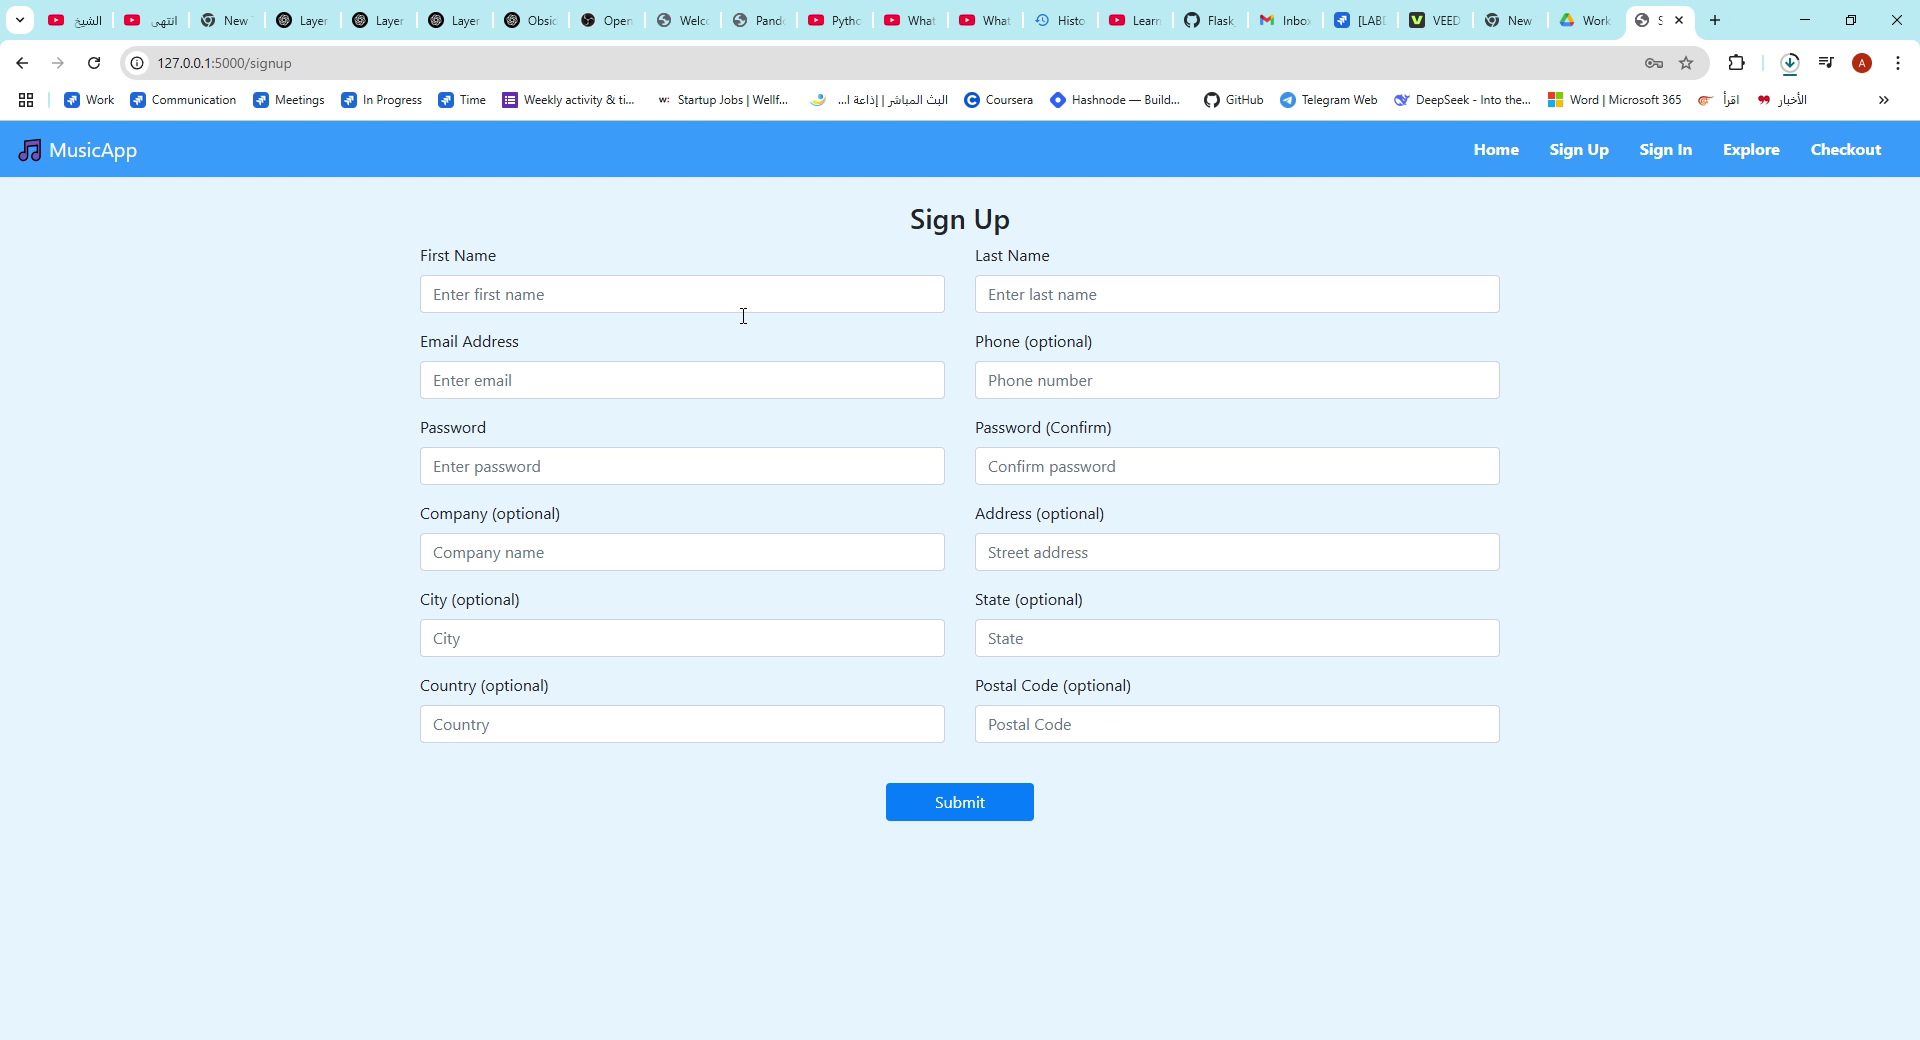 الشيخ
انتهى
New
Layer
Layer
Layer
Obsid
Open
Welc
Pand
Pytho
What
What
Histo
Learn
Flask
Inbo
[LAB
VEED
New
Work
127.0.0.1:5000/signup
A
Work
Communication
Meetings
In Progress
Time
Weekly activity & ti...
Startup Jobs | Wellf...
البث المباشر | إذاعة ا...
Coursera
Hashnode — Build...
GitHub
Telegram Web
DeepSeek - Into the...
Word | Microsoft 365
اقرأ
الأخبار
MusicApp
Home
Sign Up
Sign In
Explore
Checkout
Sign Up
First Name
Last Name
Enter first name
Enter last name
Email Address
Phone (optional)
Enter email
Phone number
Password
Password (Confirm)
Enter password
Confirm password
Company (optional)
Address (optional)
Company name
Street address
City (optional)
State (optional)
City
State
Country (optional)
Postal Code (optional)
Country
Postal Code
Submit